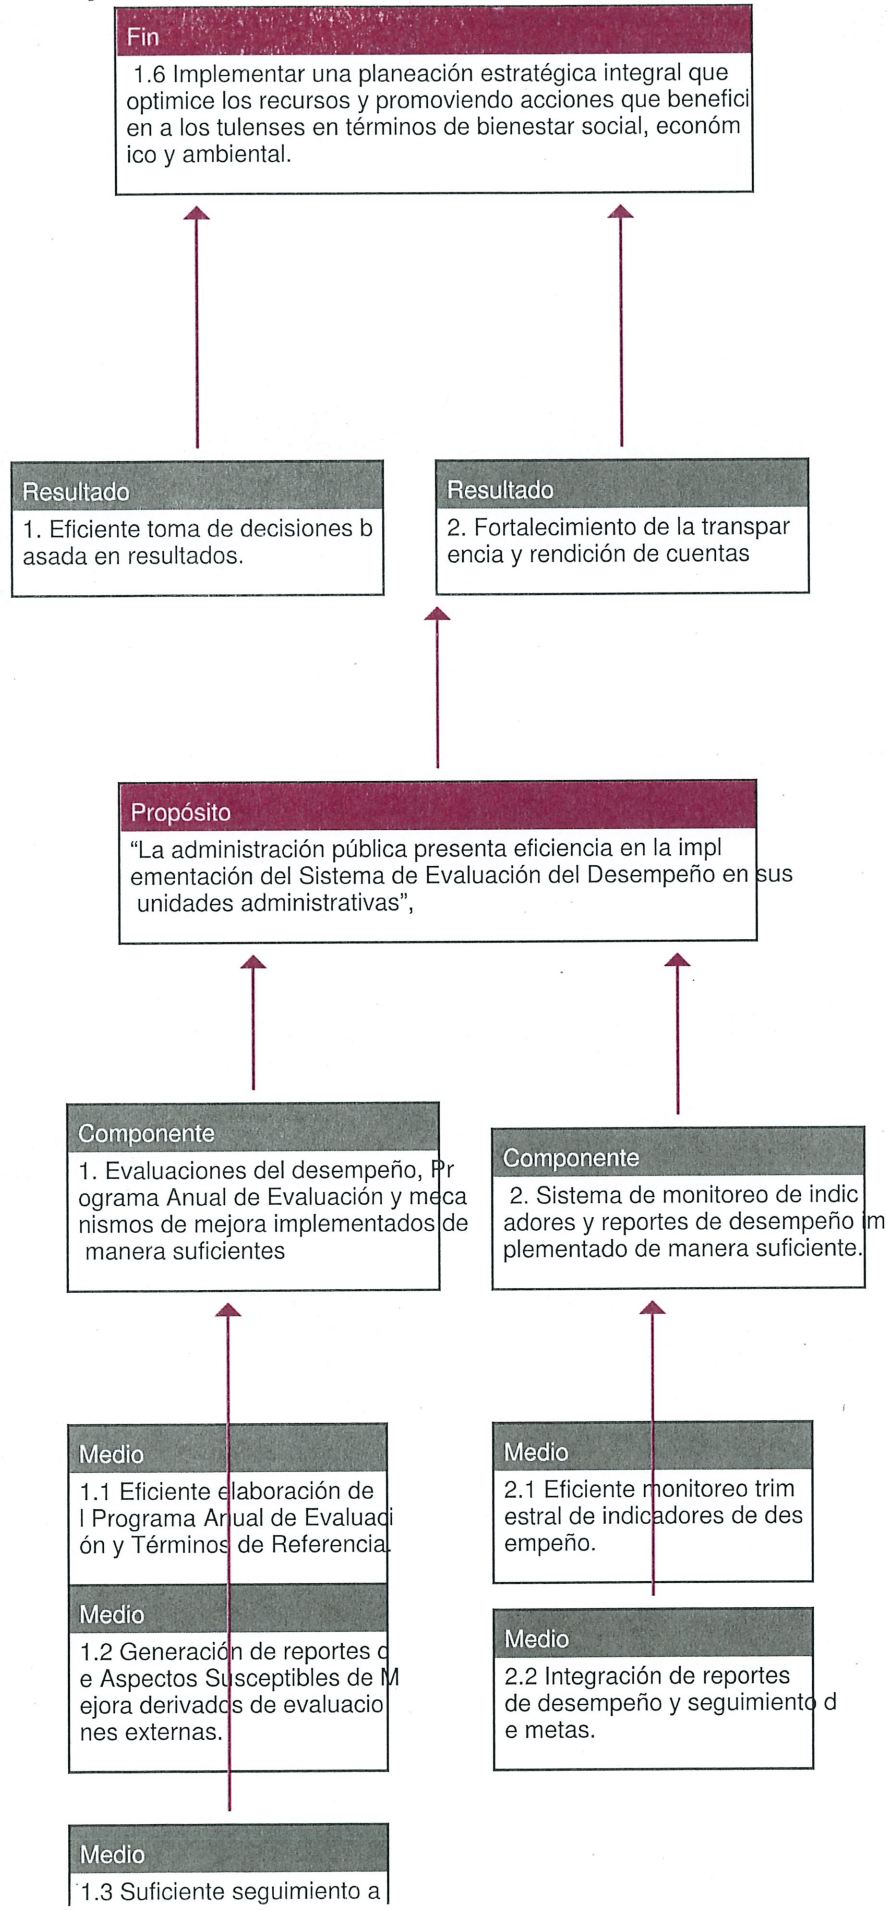 Fin
1.6 Implementar una planeación estratégica integral que
optimice los recursos y promoviendo acciones que benefici
en a los tulenses en términos de bienestar social, económ
ico y ambiental.
Resultado
1. Eficiente toma de decisiones b
asada en resultados.
Resultado
2. Fortalecimiento de la transpar
encia y rendición de cuentas
Propósito
“La administración pública presenta eficiencia en la impl
ementación del Sistema de Evaluación del Desempeño en sus
unidades administrativas”,
Componente
1. Evaluaciones del desempeño, Pr
ograma Anual de Evaluación y meca
nismos de mejora implementados de
manera suficientes
Componente
2. Sistema de monitoreo de indic
adores y reportes de desempeño im
plementado de manera suficiente.
Medio
1.1 Eficiente elaboración de
l Programa Anual de Evaluaci
ón y Términos de Referencia.
Medio
1.2 Generación de reportes d
e Aspectos Susceptibles de M
ejora derivados de evaluacio
nes externas.
Medio
1.3 Suficiente seguimiento a
Medio
2.1 Eficiente monitoreo trim
estral de indicadores de des
empeño.
Medio
2.2 Integración de reportes
de desempeño y seguimiento d
e metas.